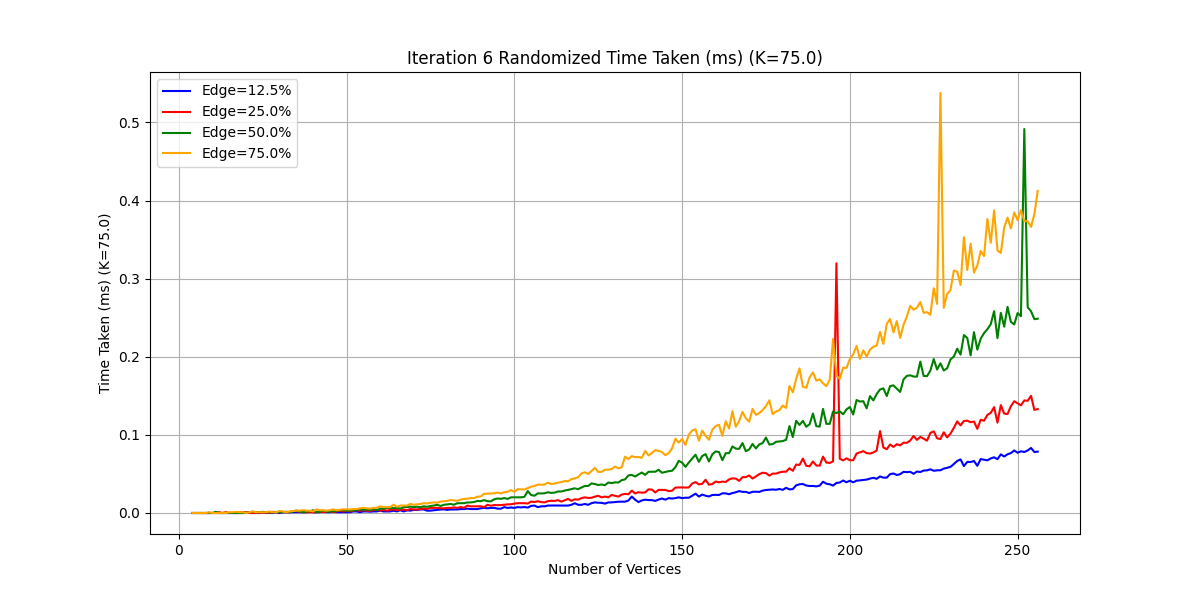 Iteration 6 Randomized Time Taken (ms) (K=75.0)
Edge=12.5%
Edge=25.0%
Edge=50.0%
Edge=75.0%
Time Taken (ms) (K=75.0)
0.5
0.4
0.3
0.2
0.1
0.0
0 50 100 150 200 250
Number of Vertices